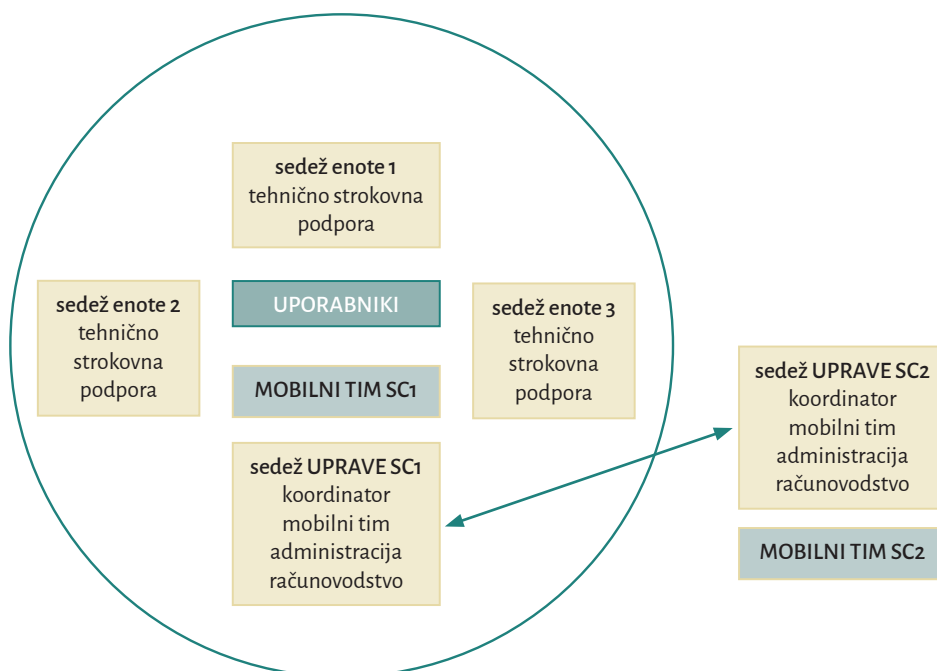 sedež enote 1
tehnično strokovna
podpora
sedež enote 2
tehnično
strokovna
podpora
UPORABNIKI
sedež enote 3
tehnično
strokovna
podpora
MOBILNI TIM SC1
sedež UPRAVE SC1
koordinator
mobilni tim
administracija
računovodstvo
sedež UPRAVE SC2
koordinator
mobilni tim
administracija
računovodstvo
MOBILNI TIM SC2